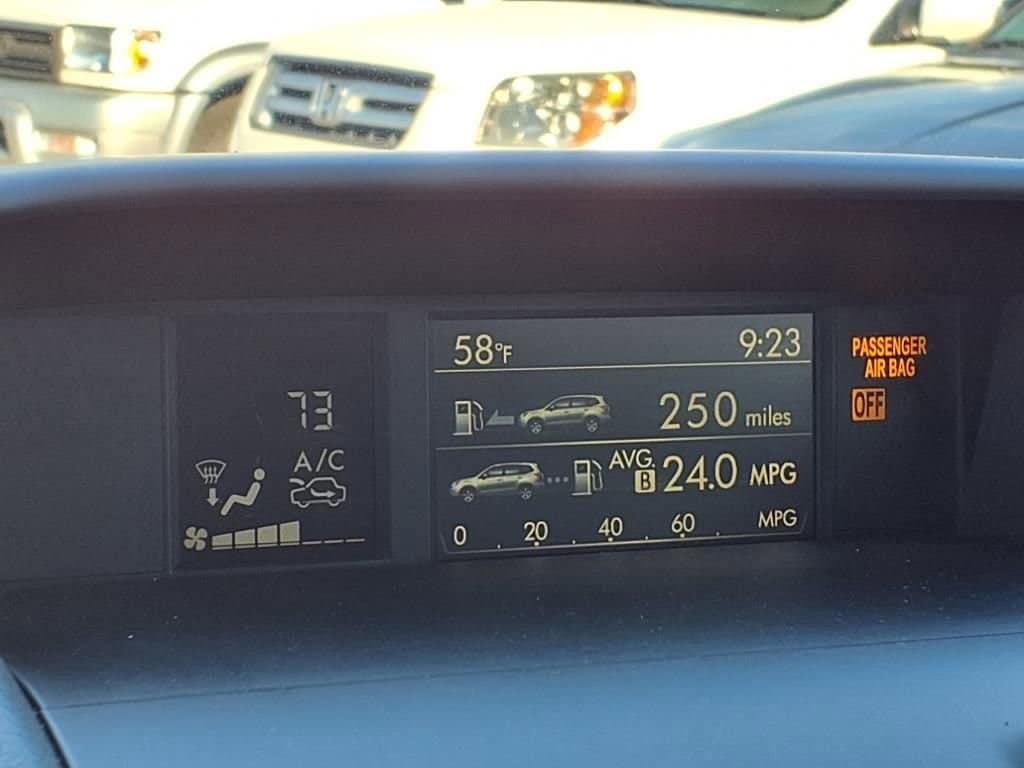 58°F 9:23
PASSENGER
AIR BAG
OFF
73
250 miles
A/C
AVG.
B 24.0 MPG
0 20 40 60 MPG